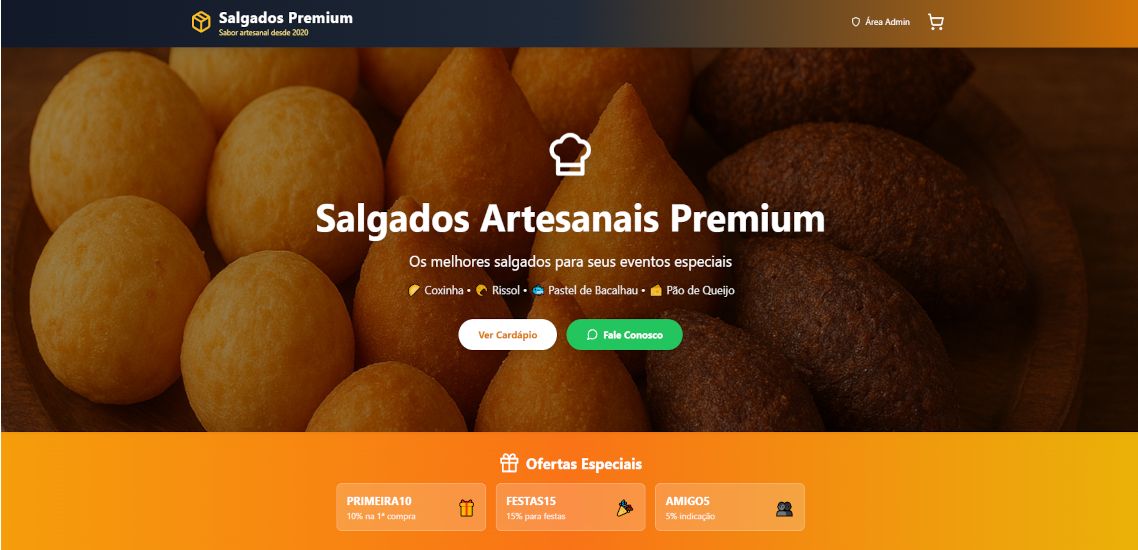 Salgados Premium
Sabor artesanal desde 2020
Área Admin
Salgados Artesanais Premium
Os melhores salgados para seus eventos especiais
Coxinha • Rissol • Pastel de Bacalhau • Pão de Queijo
Ver Cardápio
Fale Conosco
Ofertas Especiais
PRIMEIRA10
10% na 1ª compra
FESTAS15
15% para festas
AMIGO5
5% indicação